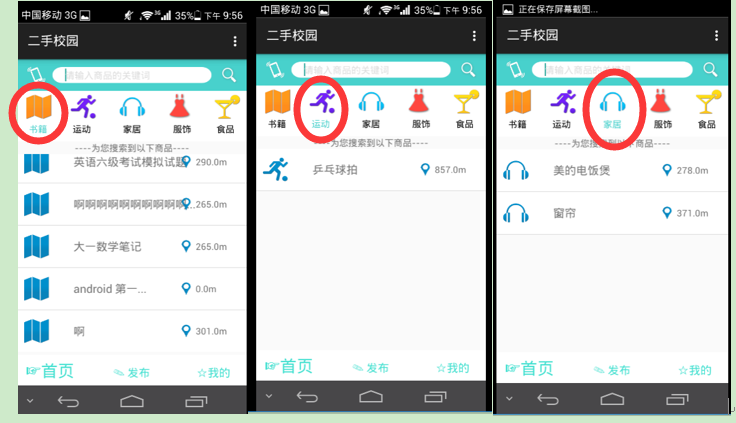 中国移动 3G 3G 35% 下午 9:56
二手校园
请输入商品的关键词
书籍 运动 家居 服饰 食品
----为您搜索到以下商品----
英语六级考试模拟试题 290.0m
啊啊啊啊啊啊啊啊啊啊... 265.0m
大一数学笔记 265.0m
android 第一... 0.0m
啊 301.0m
首页 发布 我的
中国移动 3G 3G 35% 下午 9:56
二手校园
请输入商品的关键词
书籍 运动 家居 服饰 食品
----为您搜索到以下商品----
乒乓球拍 857.0m
首页 发布 我的
正在保存屏幕截图...
二手校园
请输入商品的关键词
书籍 运动 家居 服饰 食品
----为您搜索到以下商品----
美的电饭煲 278.0m
窗帘 371.0m
首页 发布 我的